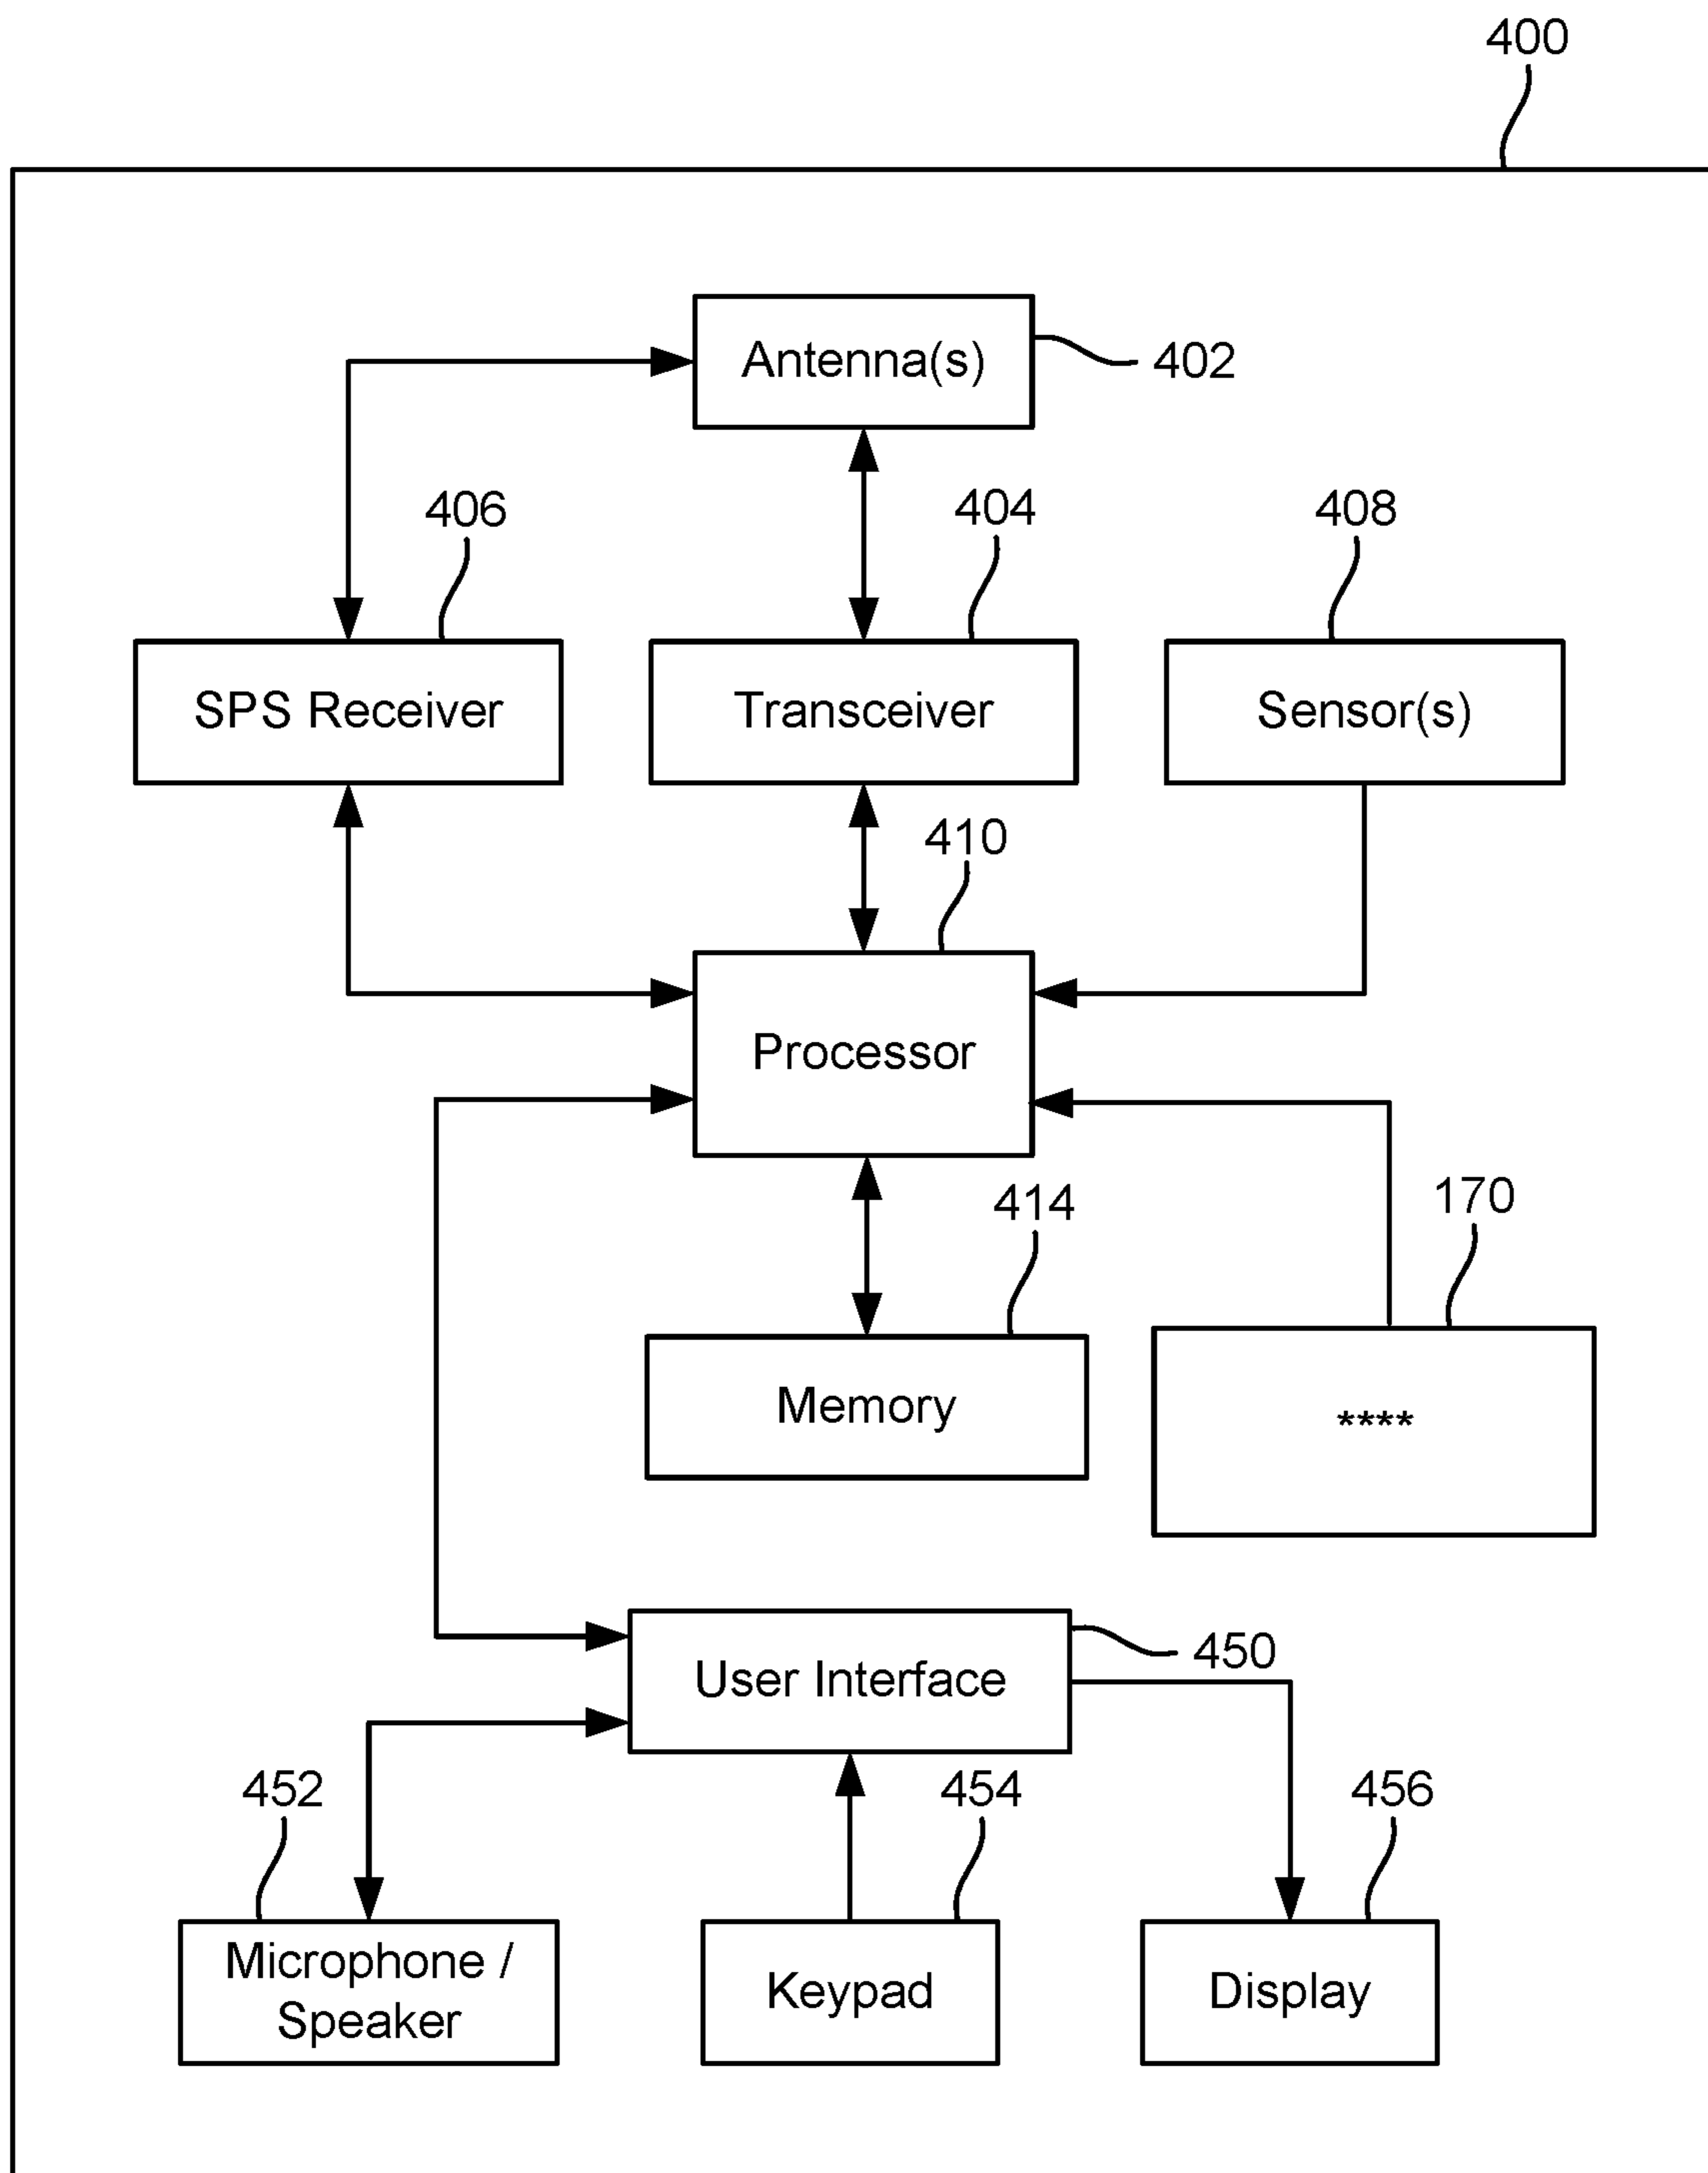 400
Antenna(s)
402
406
404
408
SPS Receiver
Transceiver
Sensor(s)
410
Processor
414
170
Memory
****
User Interface
450
452
454
456
Microphone /
Speaker
Keypad
Display